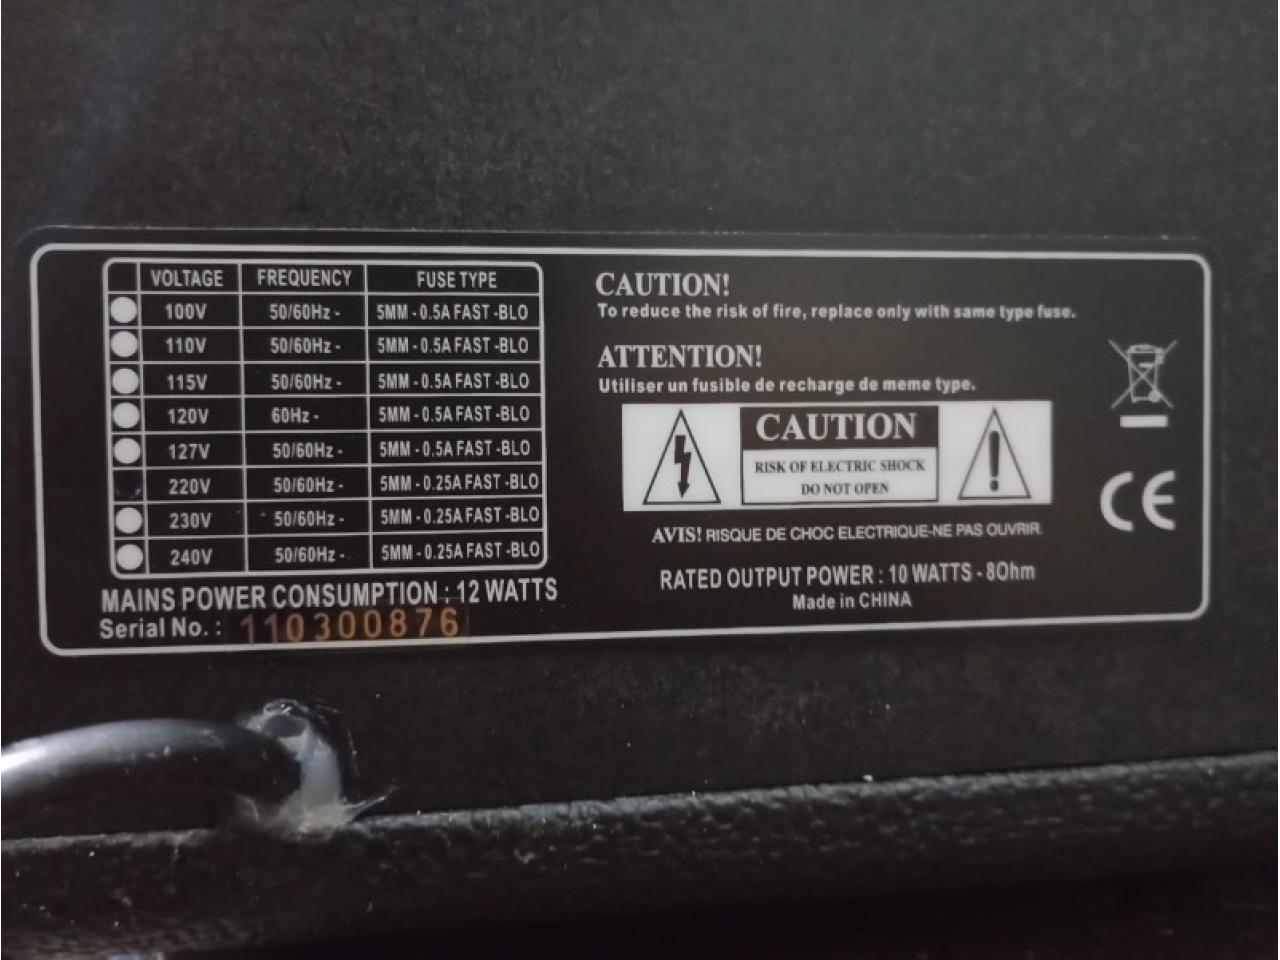 VOLTAGE FREQUENCY FUSE TYPE
100V 50/60Hz - 5MM - 0.5A FAST -BLO
110V 50/60Hz - 5MM - 0.5A FAST -BLO
115V 50/60Hz - 5MM - 0.5A FAST -BLO
120V 60Hz - 5MM - 0.5A FAST -BLO
127V 50/60Hz - 5MM - 0.5A FAST -BLO
220V 50/60Hz - 5MM - 0.25A FAST -BLO
230V 50/60Hz - 5MM - 0.25A FAST -BLO
240V 50/60Hz - 5MM - 0.25A FAST -BLO
MAINS POWER CONSUMPTION : 12 WATTS
Serial No. : 110300876
CAUTION!
To reduce the risk of fire, replace only with same type fuse.
ATTENTION!
Utiliser un fusible de recharge de meme type.
CAUTION
RISK OF ELECTRIC SHOCK
DO NOT OPEN
AVIS! RISQUE DE CHOC ELECTRIQUE-NE PAS OUVRIR.
RATED OUTPUT POWER : 10 WATTS - 8Ohm
Made in CHINA
CE